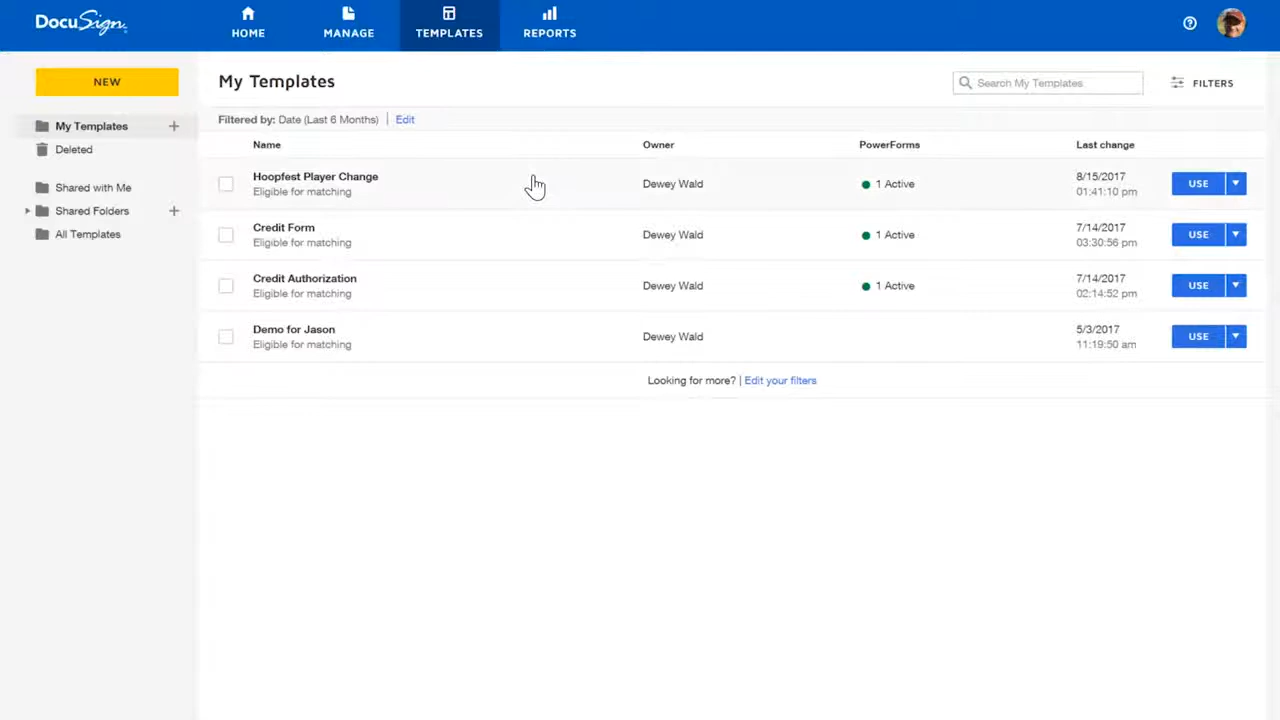 DocuSign
HOME
MANAGE
TEMPLATES
REPORTS
NEW
My Templates
Deleted
Shared with Me
Shared Folders
All Templates
My Templates
Search My Templates
FILTERS
Filtered by: Date (Last 6 Months) | Edit
Name Owner PowerForms Last change
Hoopfest Player Change
Eligible for matching
Dewey Wald
1 Active
8/15/2017
01:41:10 pm
USE
Credit Form
Eligible for matching
Dewey Wald
1 Active
7/14/2017
03:30:56 pm
USE
Credit Authorization
Eligible for matching
Dewey Wald
1 Active
7/14/2017
02:14:52 pm
USE
Demo for Jason
Eligible for matching
Dewey Wald
5/3/2017
11:19:50 am
USE
Looking for more? | Edit your filters